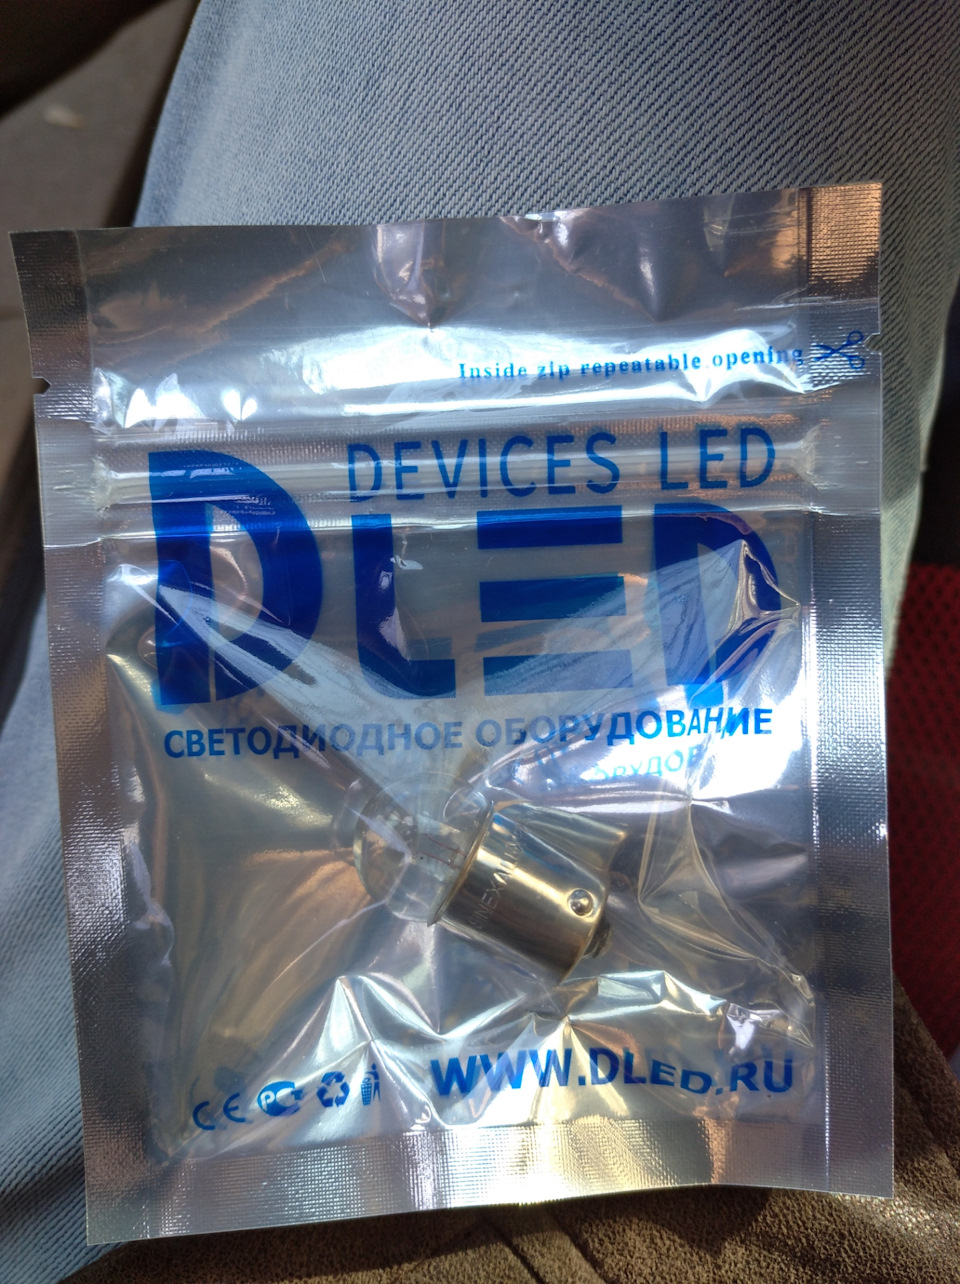 Inside zip repeatable opening
DEVICES LED
DLED
СВЕТОДИОДНОЕ ОБОРУДОВАНИЕ
WWW.DLED.RU